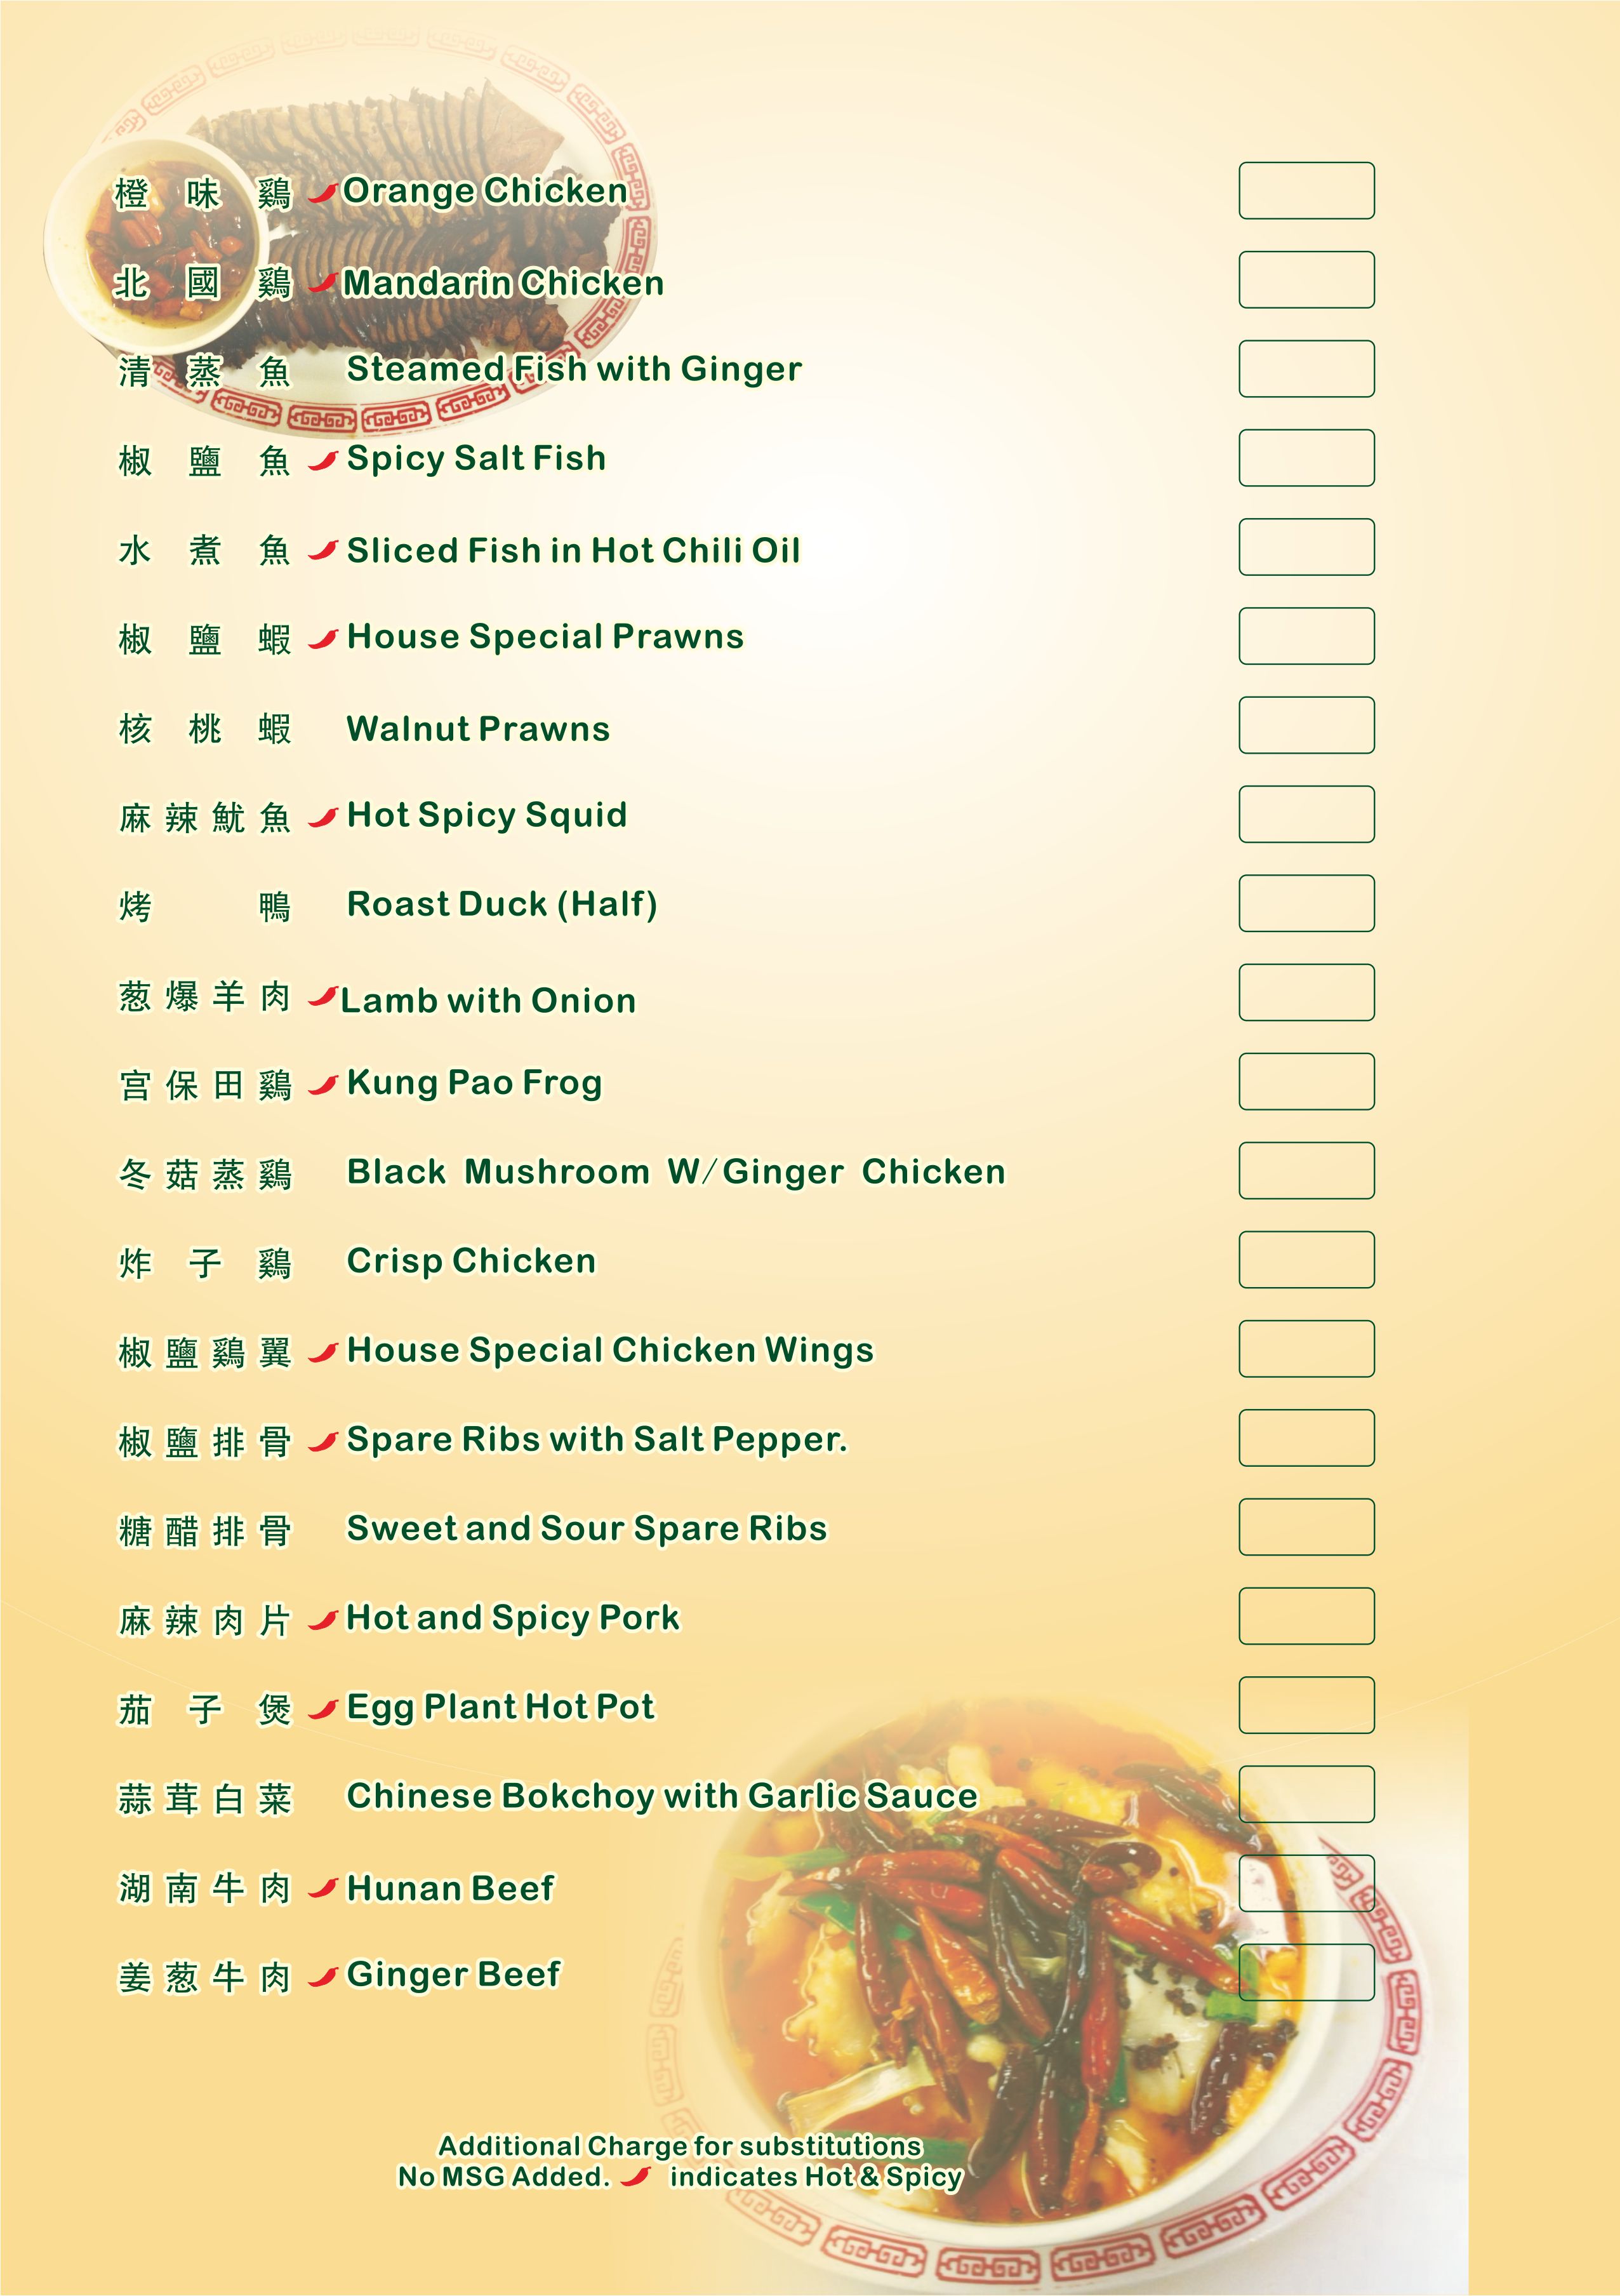 橙味鷄 Orange Chicken
北國鷄 Mandarin Chicken
清蒸魚 Steamed Fish with Ginger
椒鹽魚 Spicy Salt Fish
水煮魚 Sliced Fish in Hot Chili Oil
椒鹽蝦 House Special Prawns
核桃蝦 Walnut Prawns
麻辣魷魚 Hot Spicy Squid
烤鴨 Roast Duck (Half)
葱爆羊肉 Lamb with Onion
宫保田鷄 Kung Pao Frog
冬菇蒸鷄 Black Mushroom W/Ginger Chicken
炸子鷄 Crisp Chicken
椒鹽鷄翼 House Special Chicken Wings
椒鹽排骨 Spare Ribs with Salt Pepper.
糖醋排骨 Sweet and Sour Spare Ribs
麻辣肉片 Hot and Spicy Pork
茄子煲 Egg Plant Hot Pot
蒜茸白菜 Chinese Bokchoy with Garlic Sauce
湖南牛肉 Hunan Beef
姜葱牛肉 Ginger Beef
Additional Charge for substitutions
No MSG Added. indicates Hot & Spicy